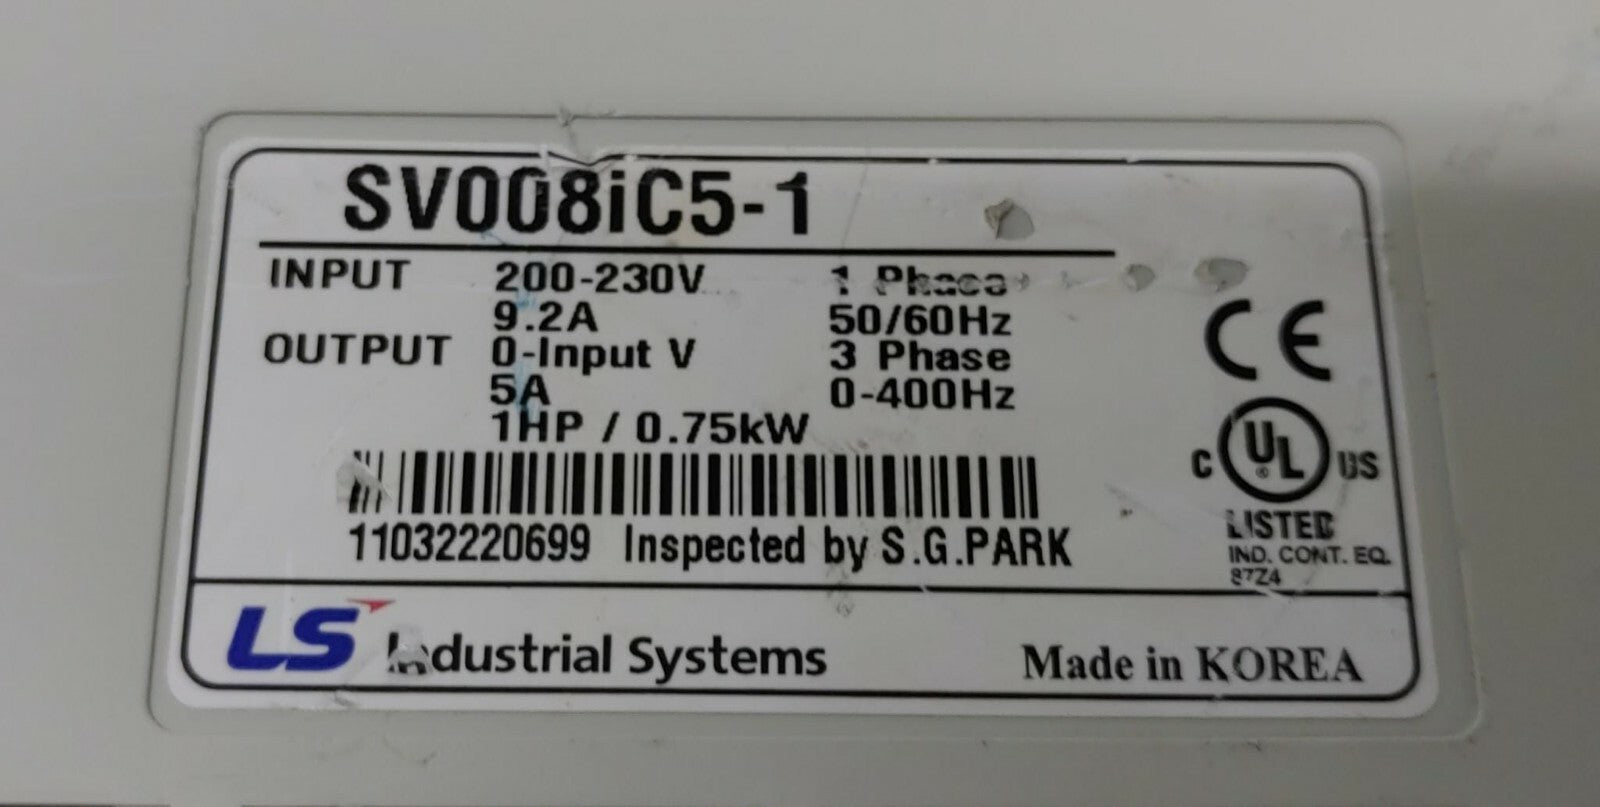 SV008iC5-1
INPUT 200-230V 1 Phase
9.2A 50/60Hz
OUTPUT 0-Input V 3 Phase
5A 0-400Hz
1HP / 0.75kW
CE
C UL® US
LISTED
IND. CONT. EQ.
87Z4
11032220699 Inspected by S.G.PARK
LS Industrial Systems Made in KOREA